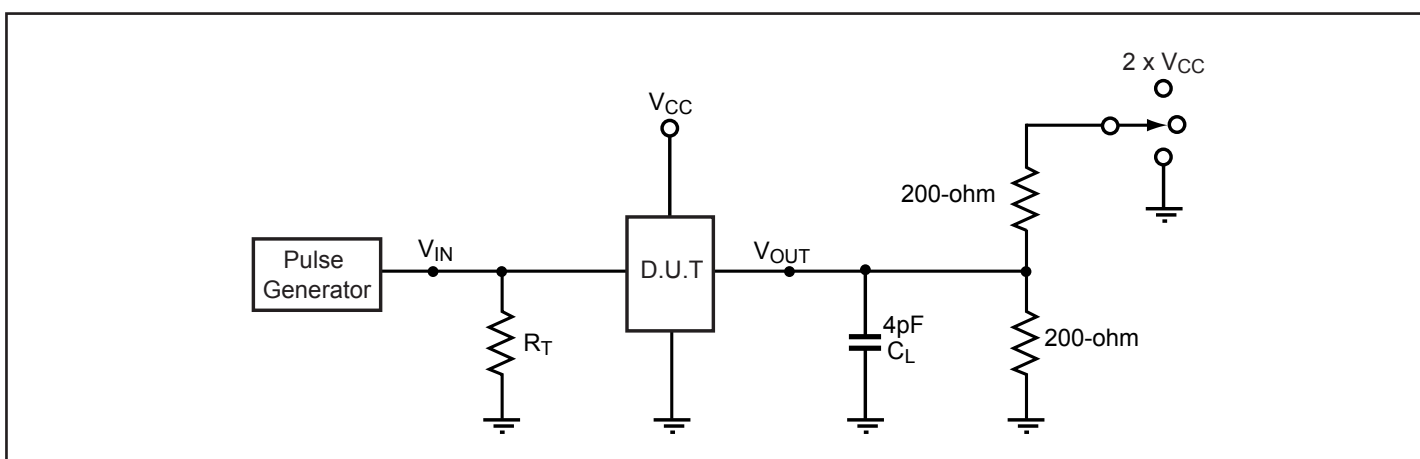 2 x VCC
VCC
200-ohm
Pulse
Generator
VIN
D.U.T
VOUT
RT
4pF
CL
200-ohm